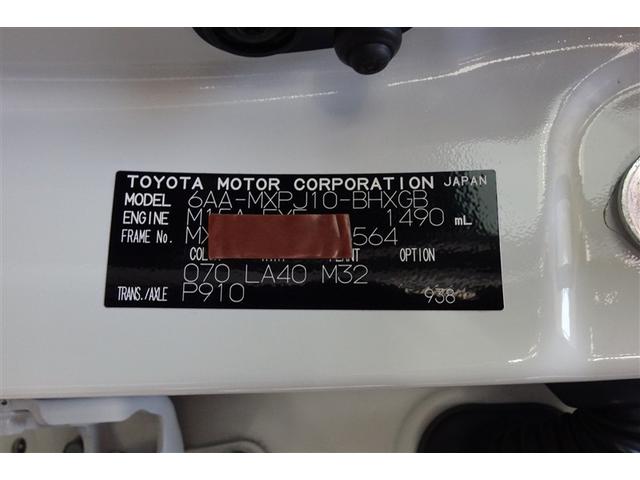 TOYOTA MOTOR CORPORATION JAPAN
MODEL 6AA-MXPJ10-BHXGB
ENGINE 1490 mL
FRAME No. MX 564
OPTION
070 LA40 M32
TRANS./AXLE P910 938